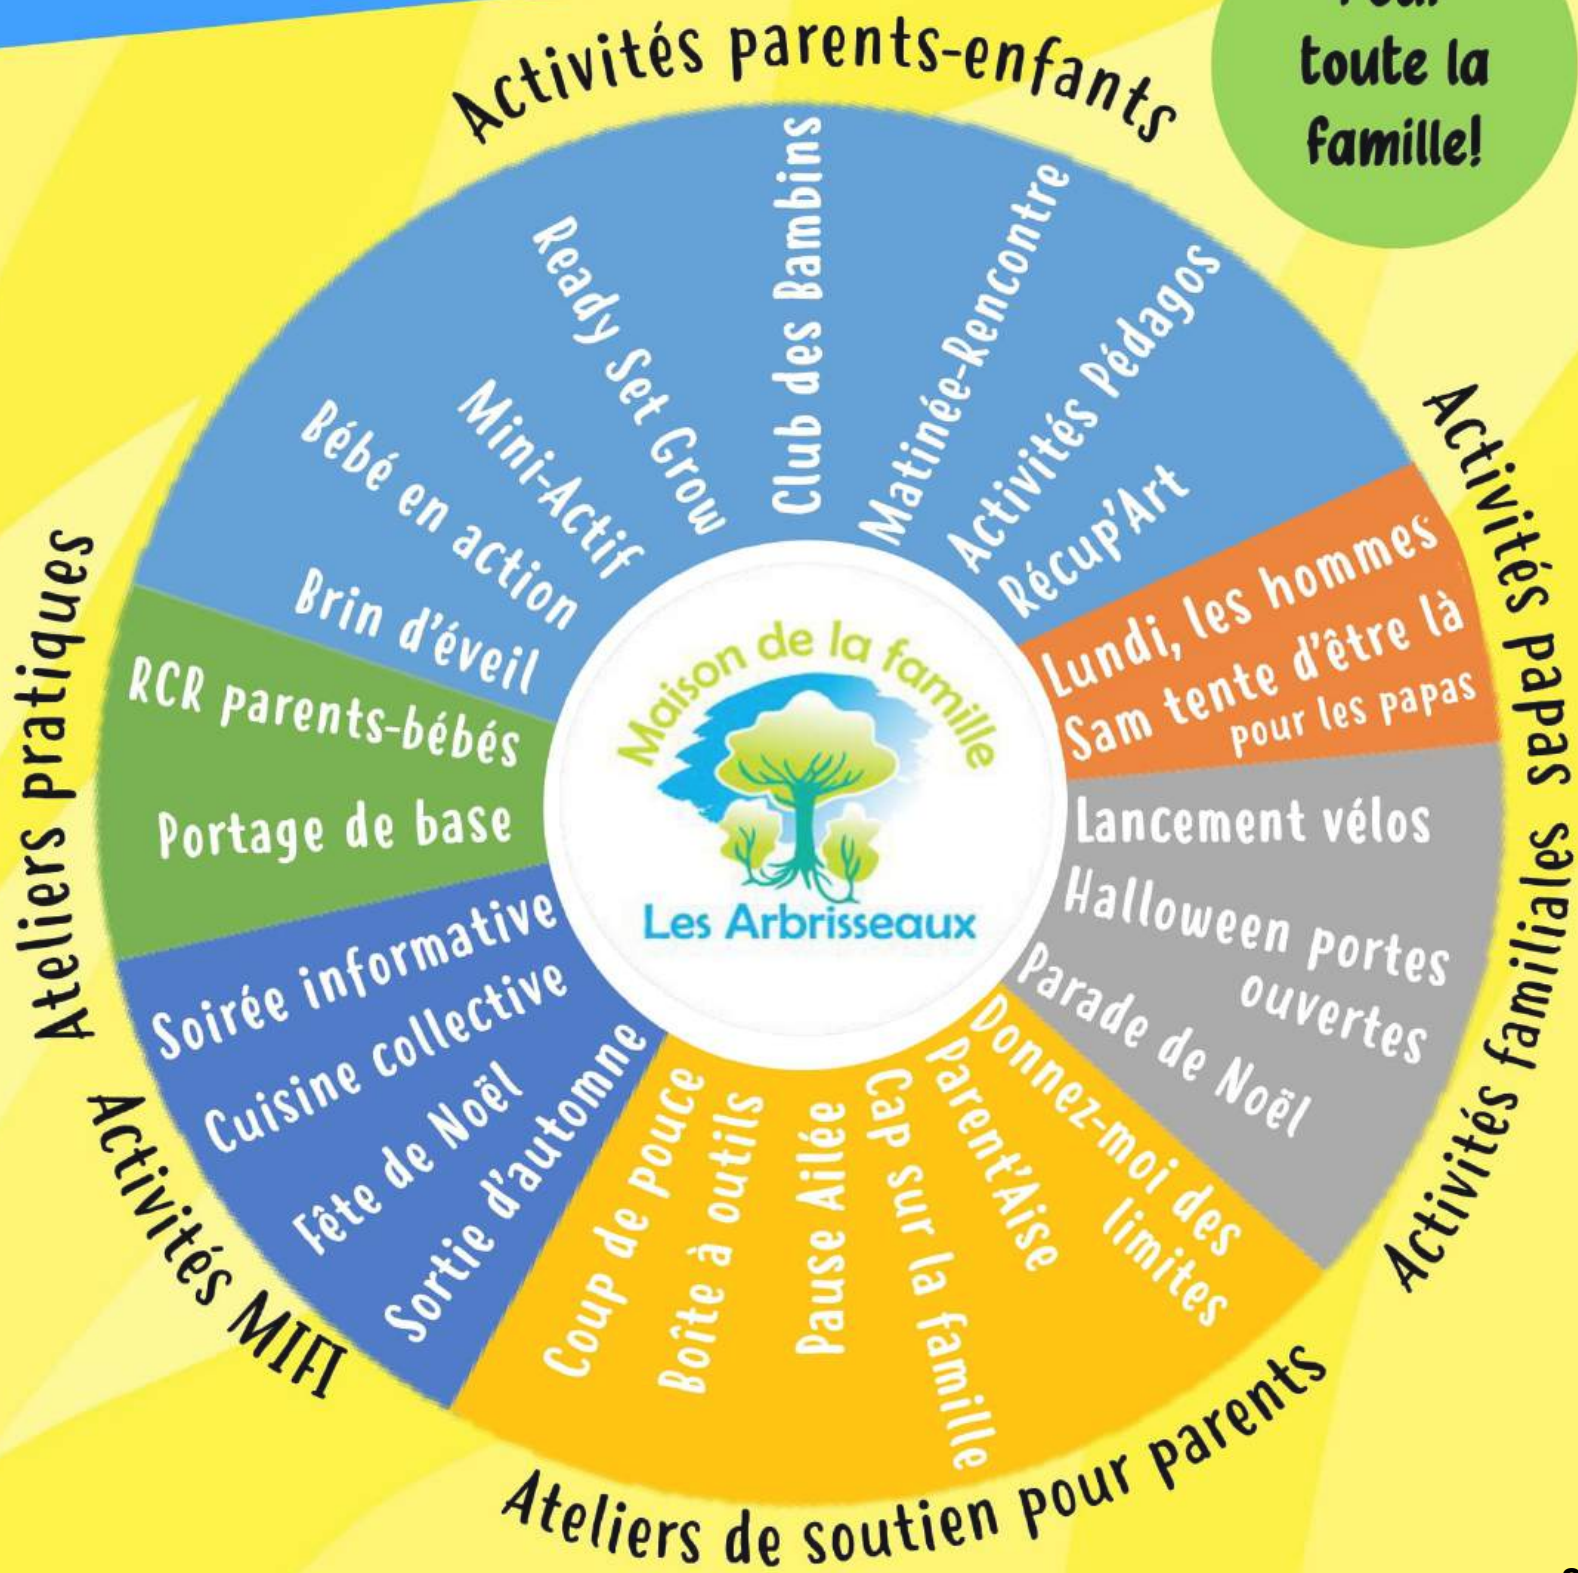 toute la
famille!
Activités parents-enfants
Brin d'éveil
Bébé en action
Mini-Actif
Ready Set Grow
Club des Bambins
Matinée-Rencontre
Activités Pédagos
Récup'Art
Activités papas
Lundi, les hommes
Sam tente d'être là
pour les papas
Activités familiales
Lancement vélos
Halloween portes
ouvertes
Parade de Noël
Ateliers de soutien pour parents
Donnez-moi des
limites
Parent'Aise
Cap sur la famille
Pause Ailée
Boîte à outils
Coup de pouce
Activités MIFI
Sortie d'automne
Fête de Noël
Cuisine collective
Soirée informative
Ateliers pratiques
Portage de base
RCR parents-bébés
Maison de la famille
Les Arbrisseaux